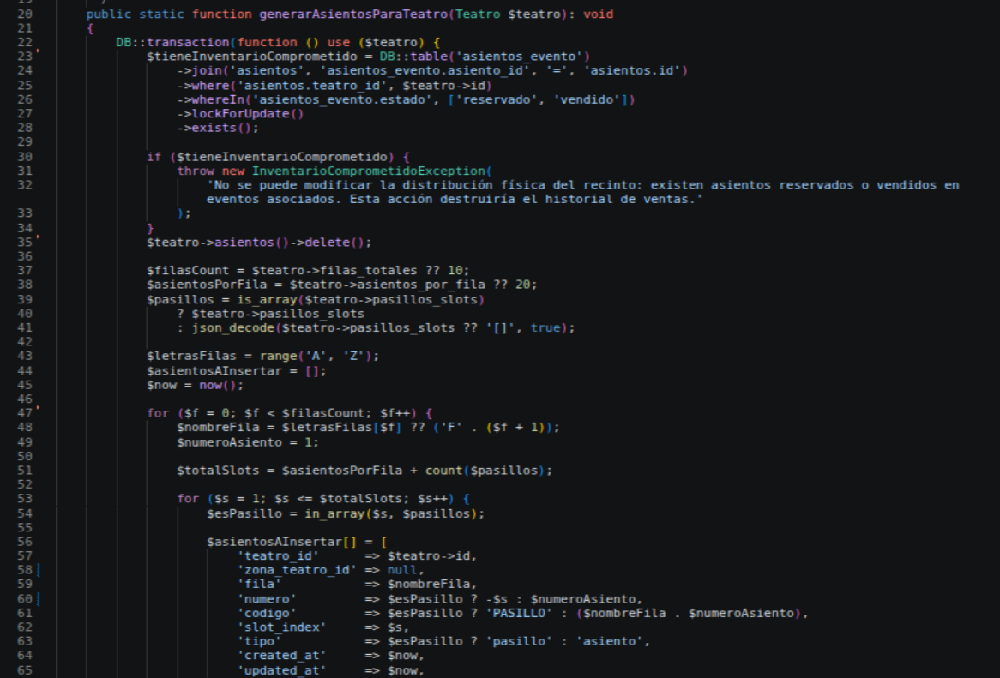 20 public static function generarAsientosParaTeatro(Teatro $teatro): void
21 {
22 DB::transaction(function () use ($teatro) {
23 $tieneInventarioComprometido = DB::table('asientos_evento')
24 ->join('asientos', 'asientos_evento.asiento_id', '=', 'asientos.id')
25 ->where('asientos.teatro_id', $teatro->id)
26 ->whereIn('asientos_evento.estado', ['reservado', 'vendido'])
27 ->lockForUpdate()
28 ->exists();
29
30 if ($tieneInventarioComprometido) {
31 throw new InventarioComprometidoException(
32 'No se puede modificar la distribución física del recinto: existen asientos reservados o vendidos en
eventos asociados. Esta acción destruiría el historial de ventas.'
33 );
34 }
35 $teatro->asientos()->delete();
36
37 $filasCount = $teatro->filas_totales ?? 10;
38 $asientosPorFila = $teatro->asientos_por_fila ?? 20;
39 $pasillos = is_array($teatro->pasillos_slots)
40 ? $teatro->pasillos_slots
41 : json_decode($teatro->pasillos_slots ?? '[]', true);
42
43 $letrasFilas = range('A', 'Z');
44 $asientosAInsertar = [];
45 $now = now();
46
47 for ($f = 0; $f < $filasCount; $f++) {
48 $nombreFila = $letrasFilas[$f] ?? ('F' . ($f + 1));
49 $numeroAsiento = 1;
50
51 $totalSlots = $asientosPorFila + count($pasillos);
52
53 for ($s = 1; $s <= $totalSlots; $s++) {
54 $esPasillo = in_array($s, $pasillos);
55
56 $asientosAInsertar[] = [
57 'teatro_id' => $teatro->id,
58 'zona_teatro_id' => null,
59 'fila' => $nombreFila,
60 'numero' => $esPasillo ? -$s : $numeroAsiento,
61 'codigo' => $esPasillo ? 'PASILLO' : ($nombreFila . $numeroAsiento),
62 'slot_index' => $s,
63 'tipo' => $esPasillo ? 'pasillo' : 'asiento',
64 'created_at' => $now,
65 'updated_at' => $now,